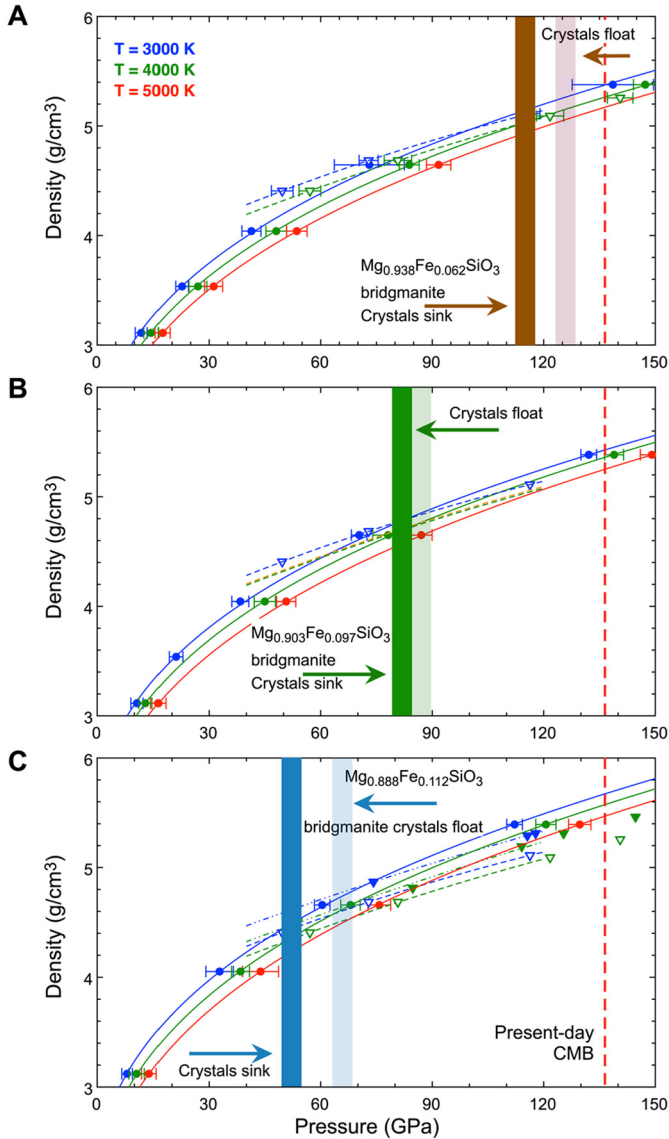 A
6
T = 3000 K
T = 4000 K
T = 5000 K
Crystals float
5
Density (g/cm³)
4
Mg₀.₉₃₈Fe₀.₀₆₂SiO₃
bridgmanite
Crystals sink
3
0 30 60 90 120 150
B
6
Crystals float
5
Density (g/cm³)
4
Mg₀.₉₀₃Fe₀.₀₉₇SiO₃
bridgmanite
Crystals sink
3
0 30 60 90 120 150
C
6
Mg₀.₈₈₈Fe₀.₁₁₂SiO₃
bridgmanite crystals float
5
Density (g/cm³)
4
Present-day
CMB
Crystals sink
3
0 30 60 90 120 150
Pressure (GPa)